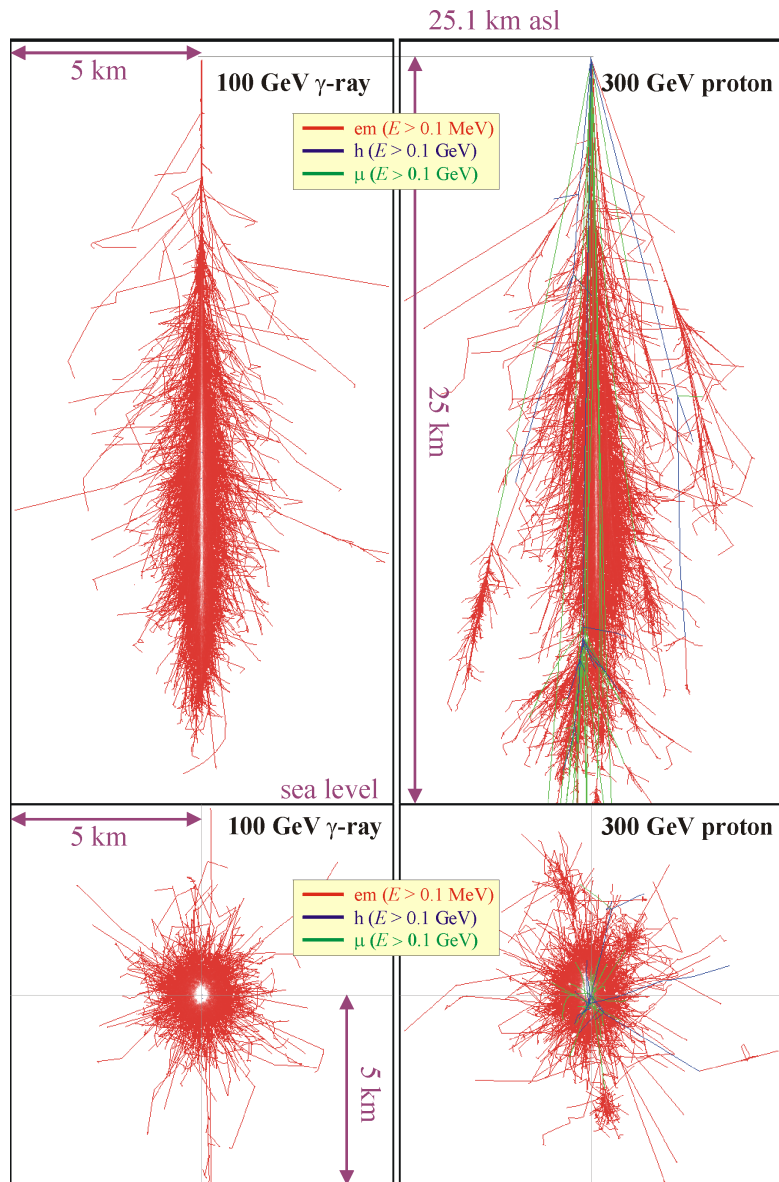 25.1 km asl
5 km
100 GeV γ-ray
300 GeV proton
em (E > 0.1 MeV)
h (E > 0.1 GeV)
μ (E > 0.1 GeV)
25 km
sea level
5 km
100 GeV γ-ray
300 GeV proton
em (E > 0.1 MeV)
h (E > 0.1 GeV)
μ (E > 0.1 GeV)
5 km